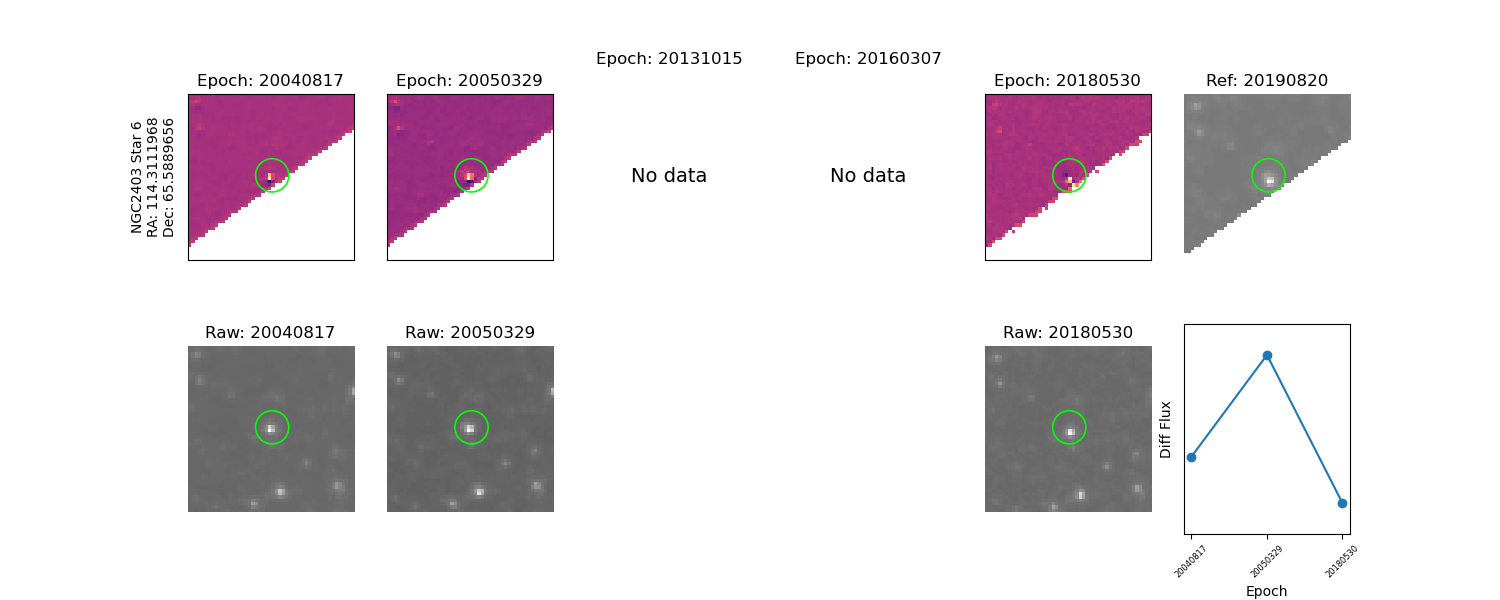 Epoch: 20040817
Epoch: 20050329
Epoch: 20131015
Epoch: 20160307
Epoch: 20180530
Ref: 20190820
NGC2403 Star 6
RA: 114.3111968
Dec: 65.5889656
No data
No data
Raw: 20040817
Raw: 20050329
Raw: 20180530
Diff Flux
20040817
20050329
20180530
Epoch